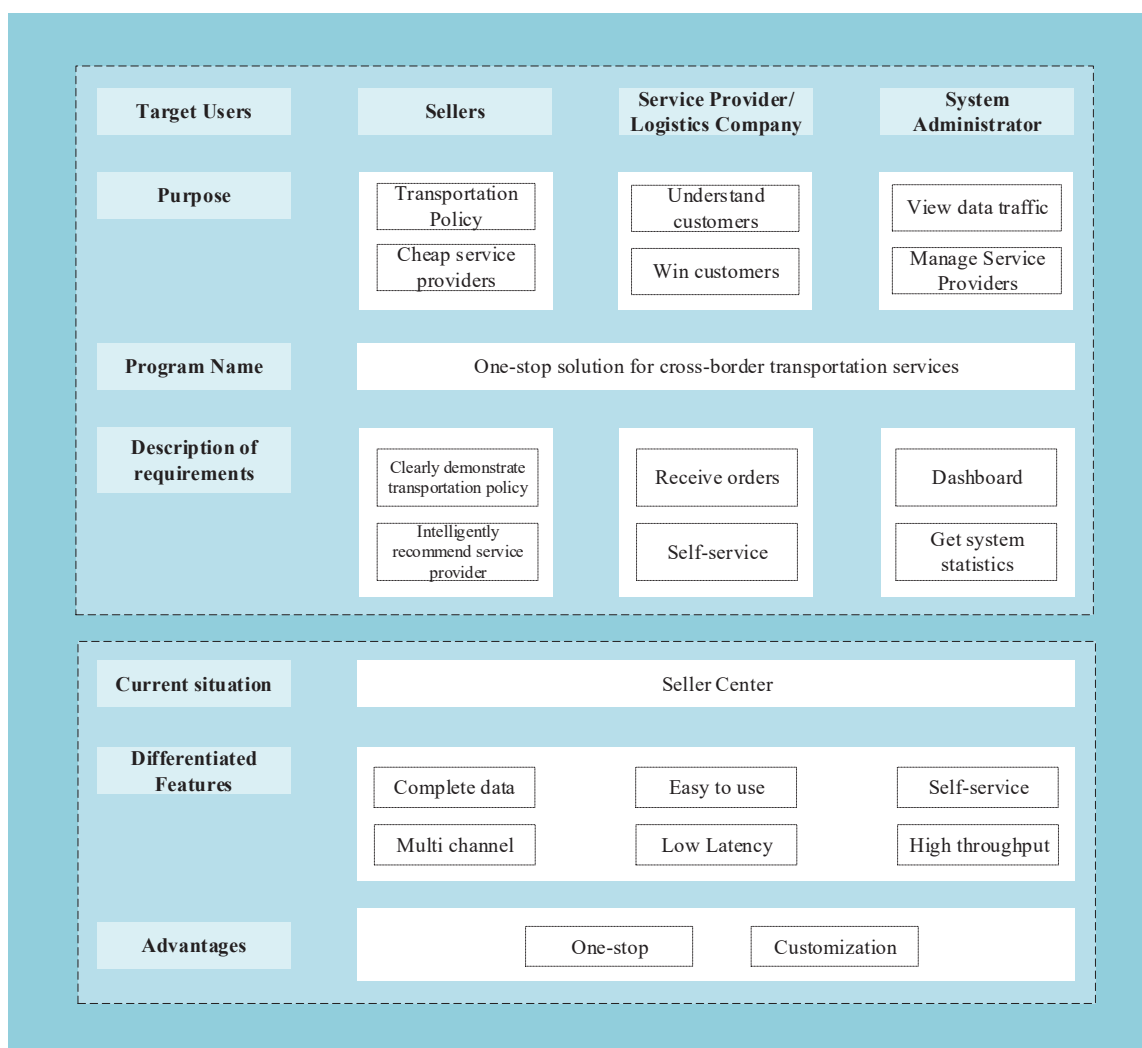 Target Users
Sellers
Service Provider/
Logistics Company
System
Administrator
Purpose
Transportation
Policy
Cheap service
providers
Understand
customers
Win customers
View data traffic
Manage Service
Providers
Program Name
One-stop solution for cross-border transportation services
Description of
requirements
Clearly demonstrate
transportation policy
Intelligently
recommend service
provider
Receive orders
Self-service
Dashboard
Get system
statistics
Current situation
Seller Center
Differentiated
Features
Complete data
Easy to use
Self-service
Multi channel
Low Latency
High throughput
Advantages
One-stop
Customization